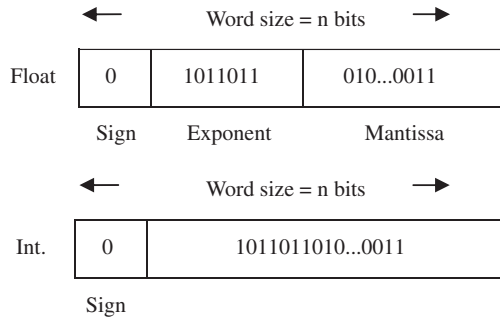 Word size = n bits
Float 0 1011011 010...0011
Sign Exponent Mantissa
Word size = n bits
Int. 0 1011011010...0011
Sign